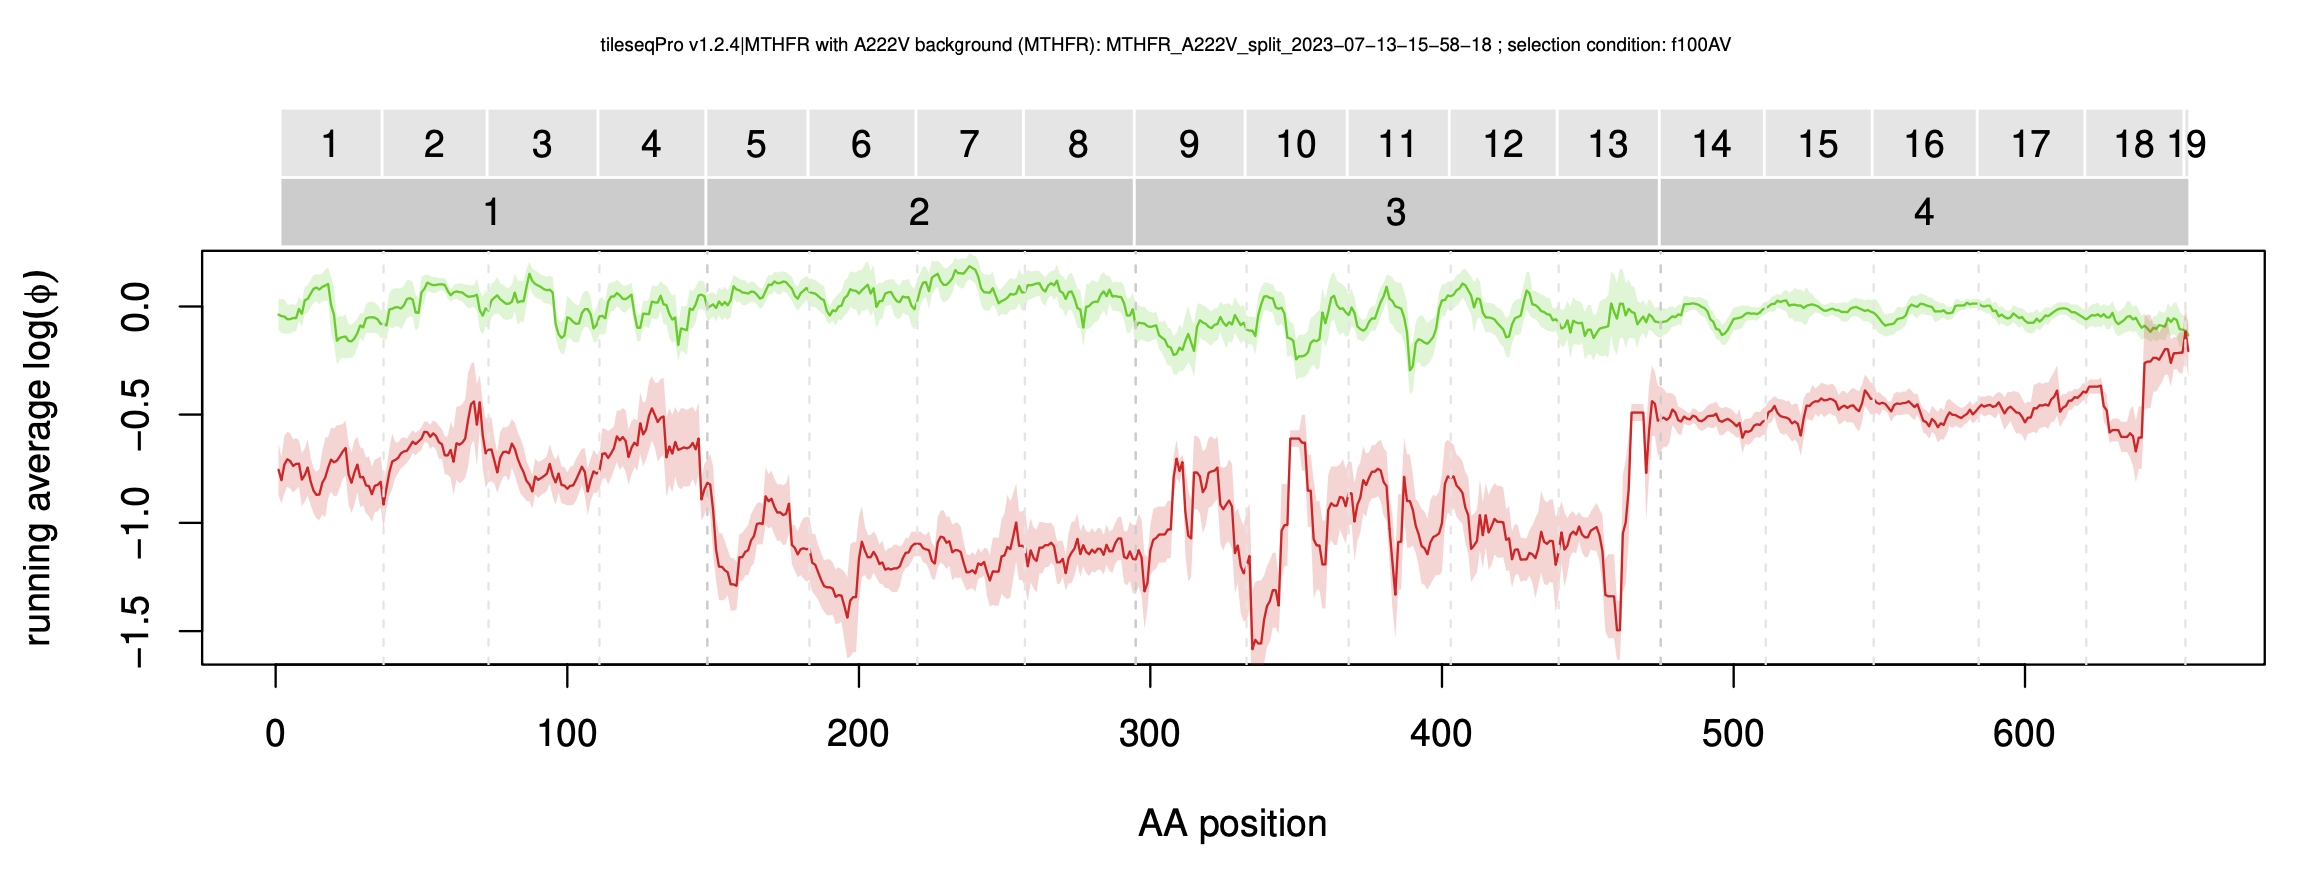 tileseqPro v1.2.4|MTHFR with A222V background (MTHFR): MTHFR_A222V_split_2023−07−13−15−58−18 ; selection condition: f100AV
1 2 3 4 5 6 7 8 9 10 11 12 13 14 15 16 17 18 19
1 2 3 4
running average log(ϕ)
0.0
−0.5
−1.0
−1.5
0 100 200 300 400 500 600
AA position